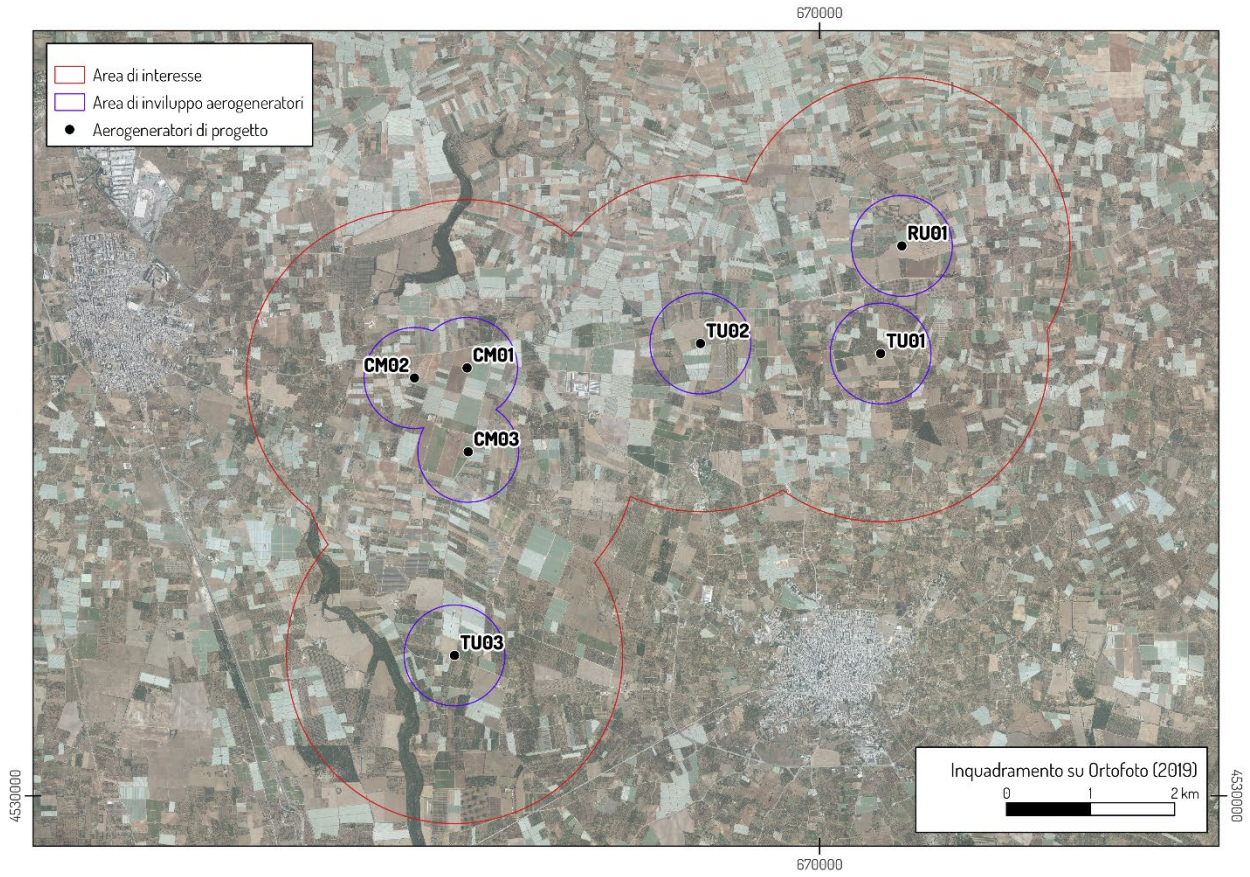 670000
Area di interesse
Area di inviluppo aerogeneratori
Aerogeneratori di progetto
RU01
TU02
TU01
CM01
CM02
CM03
TU03
Inquadramento su Ortofoto (2019)
0 1 2 km
4530000
4530000
670000